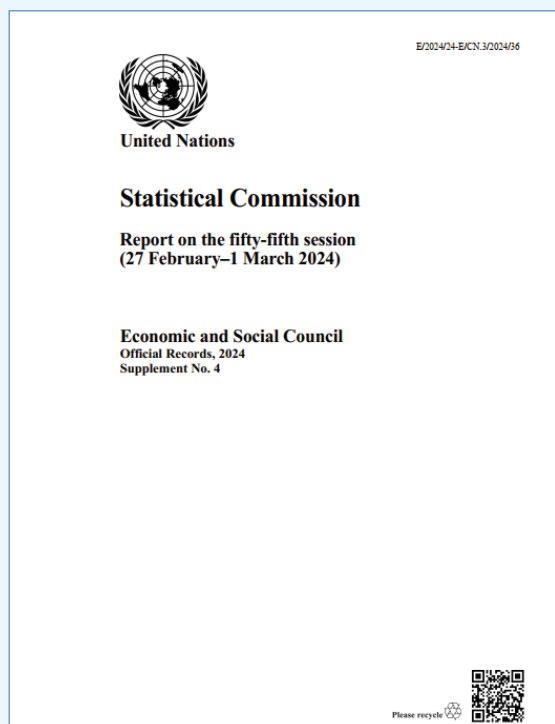 E/2024/24-E/CN.3/2024/36
United Nations
Statistical Commission
Report on the fifty-fifth session
(27 February–1 March 2024)
Economic and Social Council
Official Records, 2024
Supplement No. 4
Please recycle